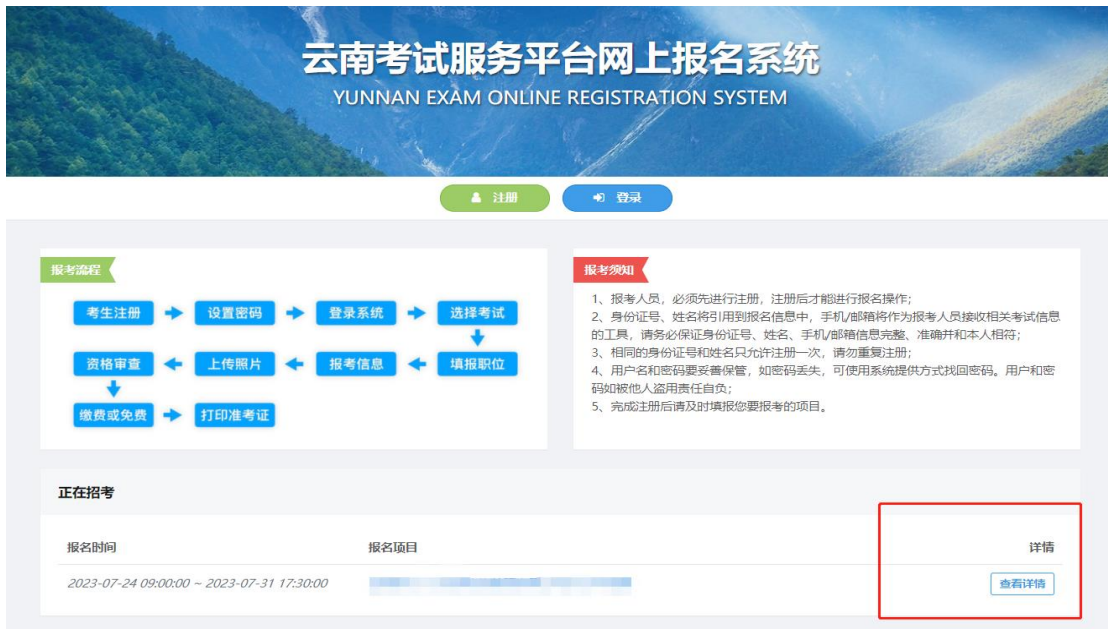 云南考试服务平台网上报名系统
YUNNAN EXAM ONLINE REGISTRATION SYSTEM
注册 登录
报考流程
考生注册 设置密码 登录系统 选择考试
资格审查 上传照片 报考信息 填报职位
缴费或免费 打印准考证
报考须知
1、报考人员，必须先进行注册，注册后才能进行报名操作；
2、身份证号、姓名将引用到报名信息中，手机/邮箱将作为报考人员接收相关考试信息
的工具，请务必保证身份证号、姓名、手机/邮箱信息完整、准确并和本人相符；
3、相同的身份证号和姓名只允许注册一次，请勿重复注册；
4、用户名和密码要妥善保管，如密码丢失，可使用系统提供方式找回密码。用户和密
码如被他人盗用责任自负；
5、完成注册后请及时填报您要报考的项目。
正在招考
报名时间 报名项目 详情
2023-07-24 09:00:00 ~ 2023-07-31 17:30:00 查看详情